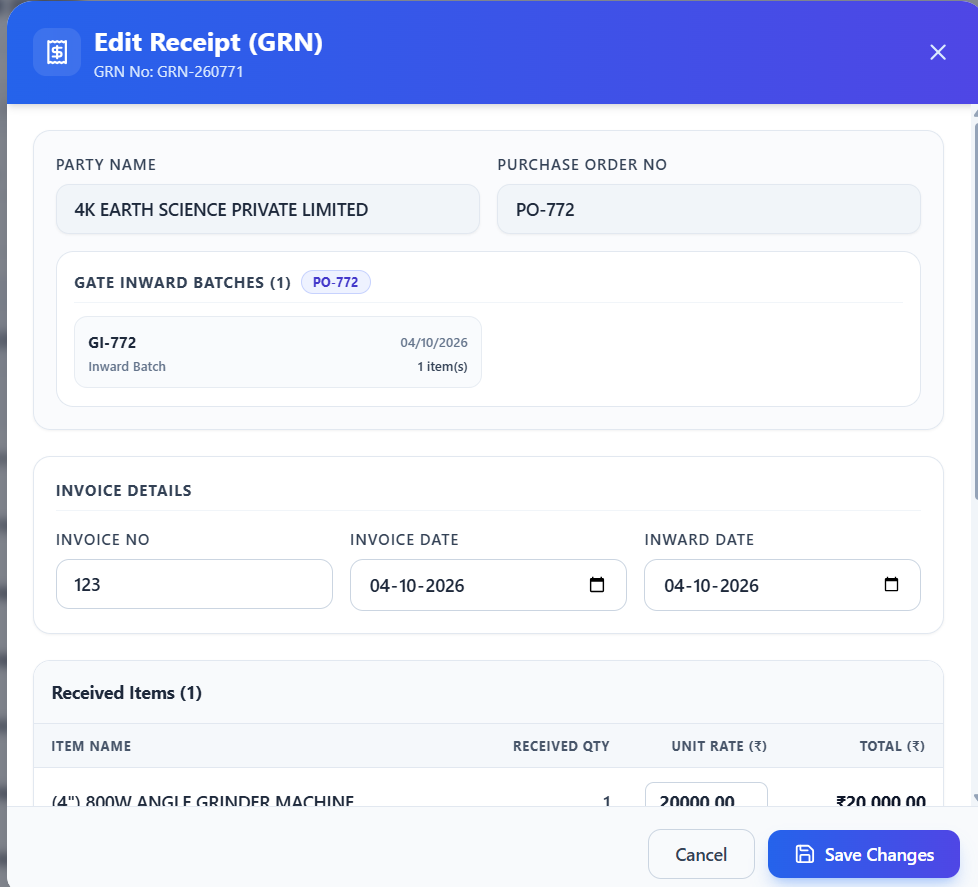 Edit Receipt (GRN)
GRN No: GRN-260771
PARTY NAME
PURCHASE ORDER NO
4K EARTH SCIENCE PRIVATE LIMITED
PO-772
GATE INWARD BATCHES (1) PO-772
GI-772
04/10/2026
Inward Batch
1 item(s)
INVOICE DETAILS
INVOICE NO
INVOICE DATE
INWARD DATE
123
04-10-2026
04-10-2026
Received Items (1)
ITEM NAME
RECEIVED QTY
UNIT RATE (₹)
TOTAL (₹)
(4") 800W ANGLE GRINDER MACHINE
1
20000.00
₹20,000.00
Cancel
Save Changes